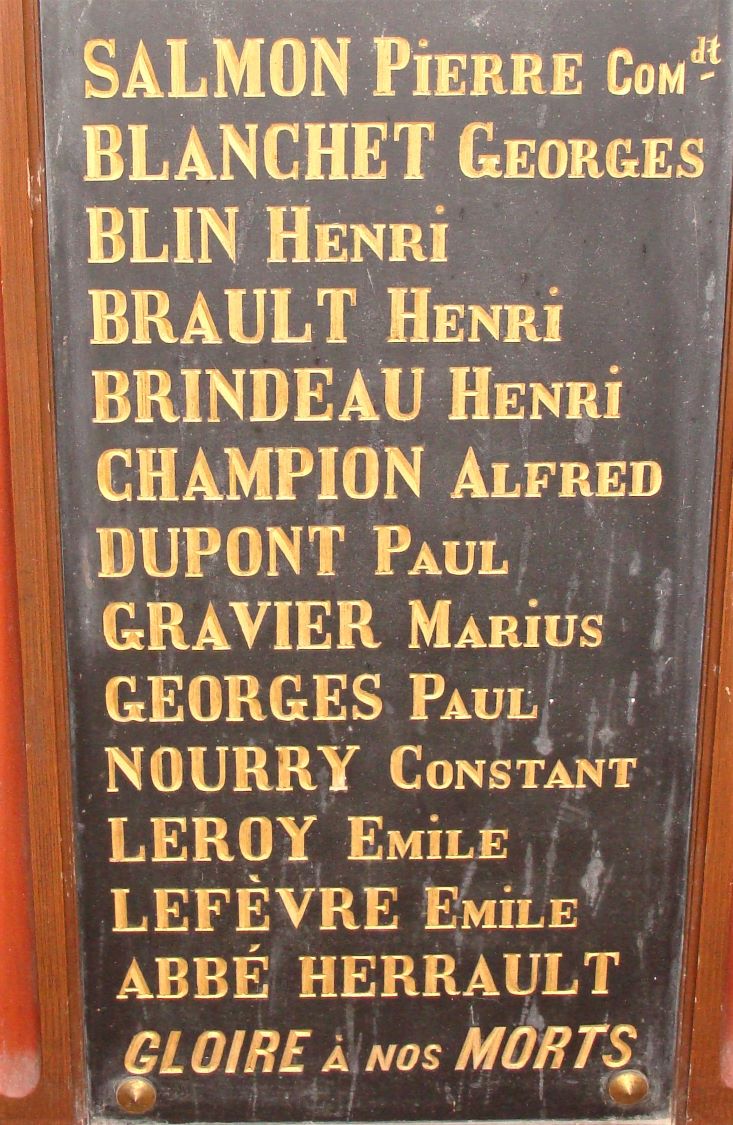 SALMON PIERRE COMdt
BLANCHET GEORGES
BLIN HENRI
BRAULT HENRI
BRINDEAU HENRI
CHAMPION ALFRED
DUPONT PAUL
GRAVIER MARIUS
GEORGES PAUL
NOURRY CONSTANT
LEROY EMILE
LEFÈVRE EMILE
ABBÉ HERRAULT
GLOIRE À NOS MORTS